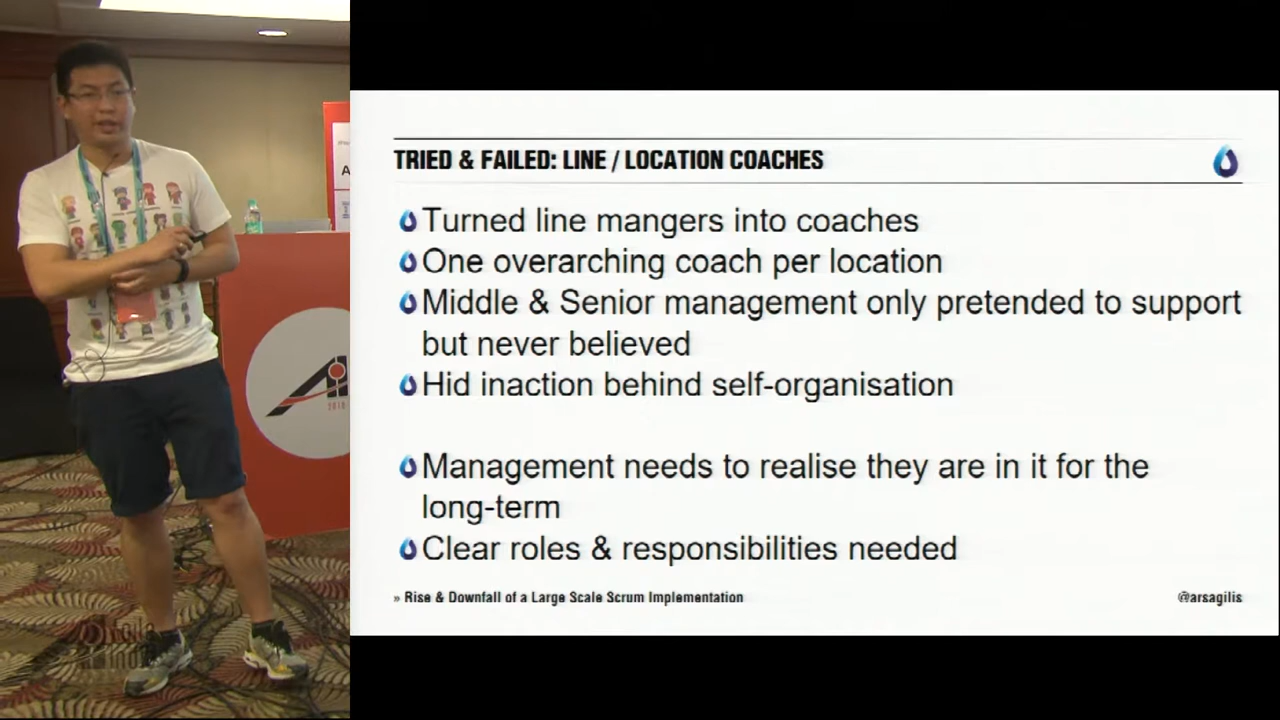 TRIED & FAILED: LINE / LOCATION COACHES
Turned line mangers into coaches
One overarching coach per location
Middle & Senior management only pretended to support
but never believed
Hid inaction behind self-organisation
Management needs to realise they are in it for the
long-term
Clear roles & responsibilities needed
» Rise & Downfall of a Large Scale Scrum Implementation
@arsagilis
A
2016